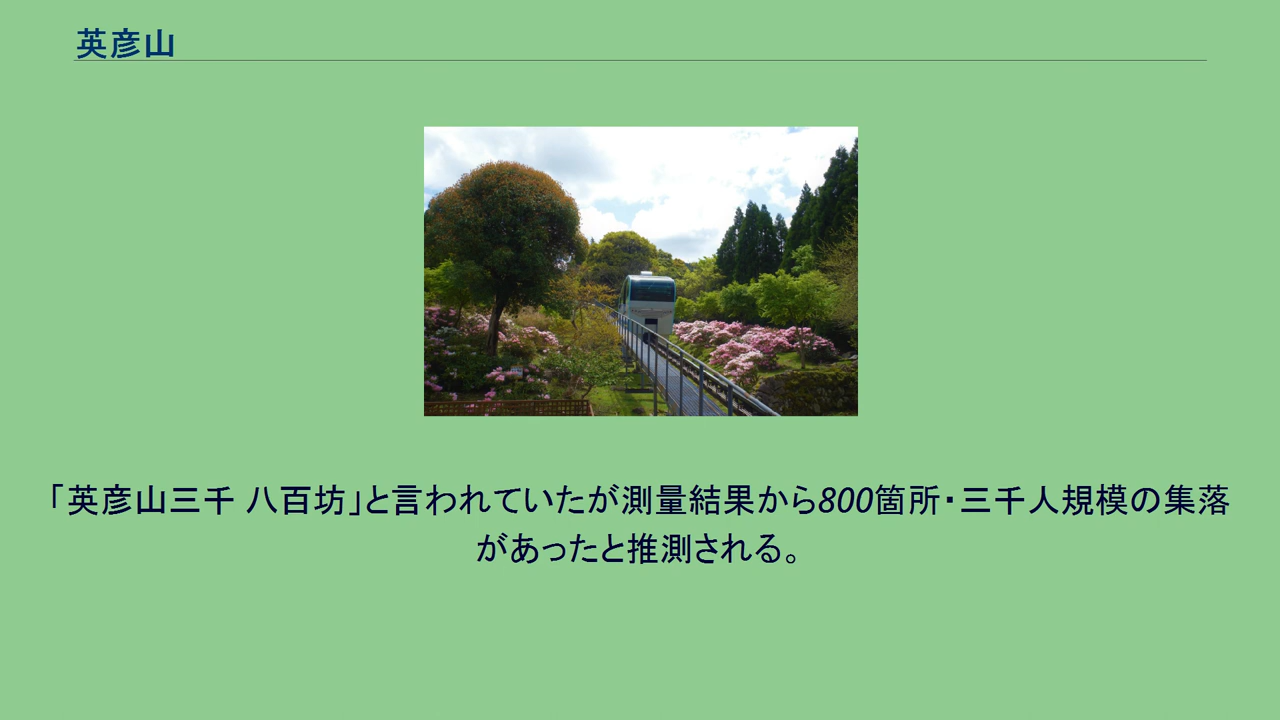 英彦山
「英彦山三千 八百坊」と言われていたが測量結果から800箇所・三千人規模の集落
があったと推測される。